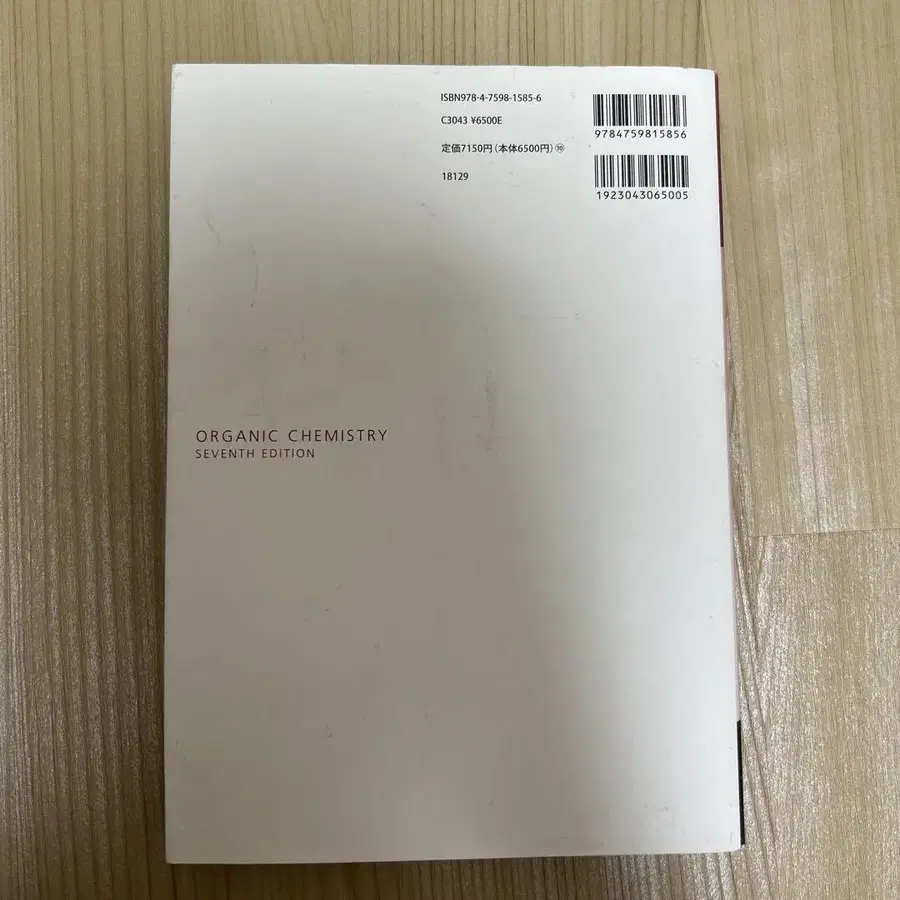 ISBN978-4-7598-1585-6
C3043 ¥6500E
定価7150円(本体6500円)⑩
18129
9784759815856
1923043065005
ORGANIC CHEMISTRY
SEVENTH EDITION